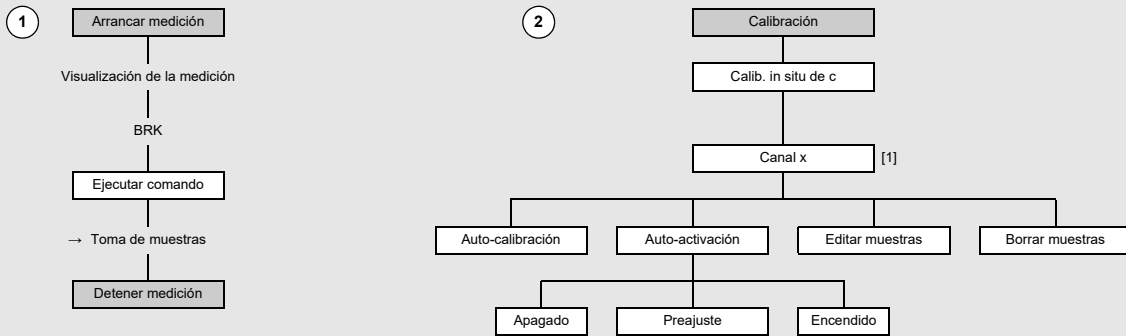 1
Arrancar medición
Visualización de la medición
BRK
Ejecutar comando
→ Toma de muestras
Detener medición
2
Calibración
Calib. in situ de c
Canal x [1]
Auto-calibración Auto-activación Editar muestras Borrar muestras
Apagado Preajuste Encendido